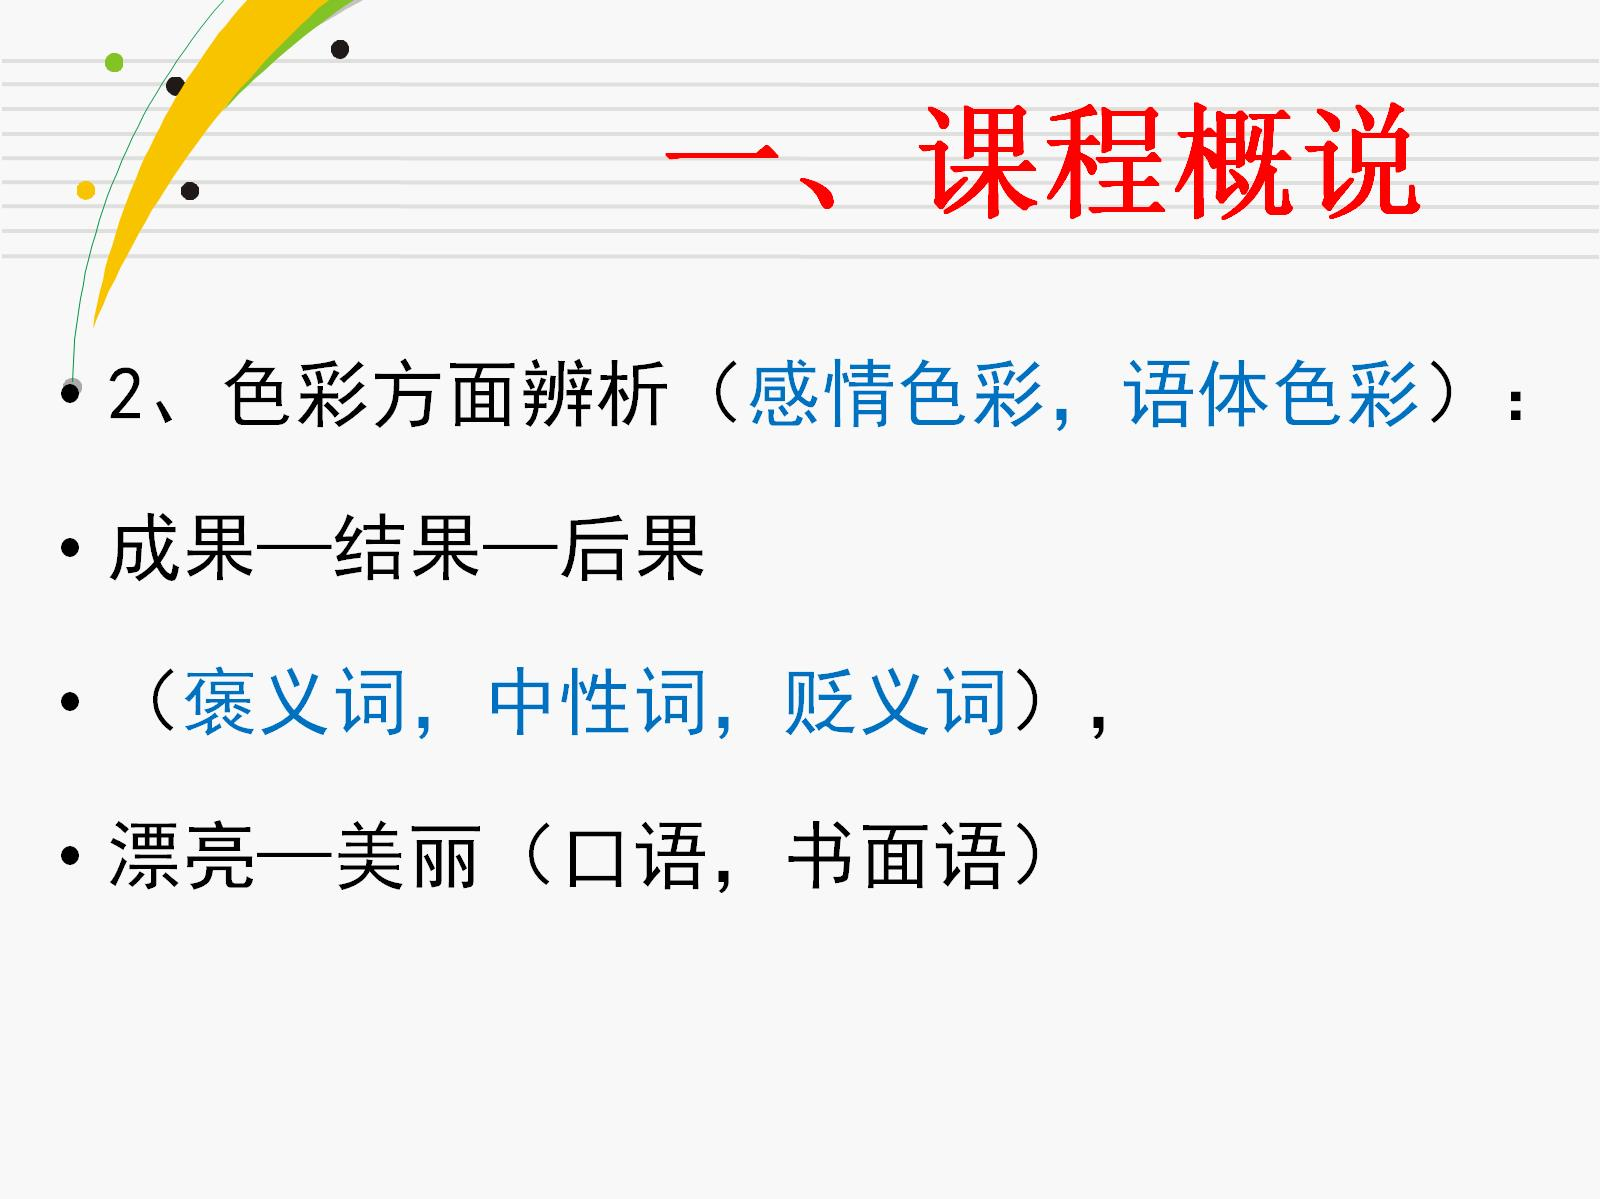 一、课程概说
• 2、色彩方面辨析（感情色彩，语体色彩）：
• 成果—结果—后果
• （褒义词，中性词，贬义词），
• 漂亮—美丽（口语，书面语）